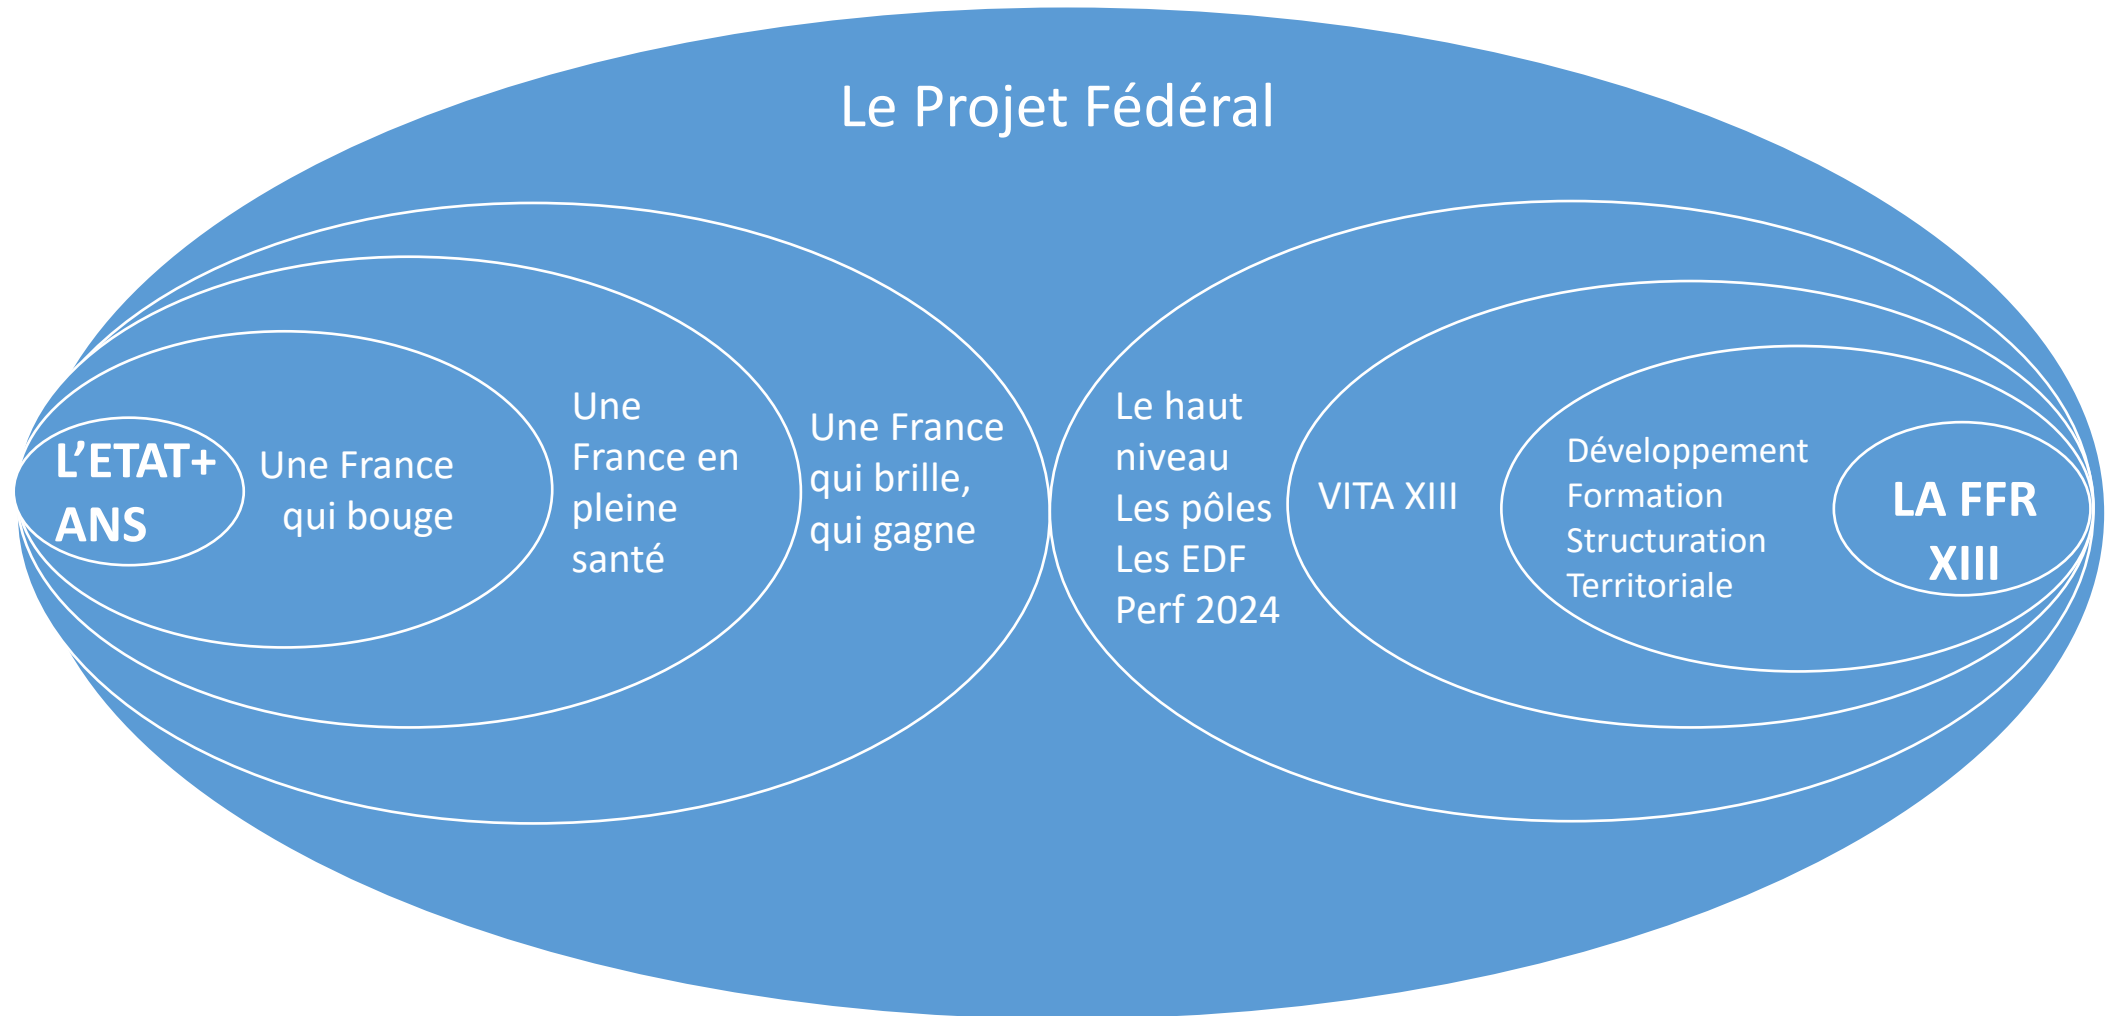 Le Projet Fédéral
L’ETAT+
ANS
Une France
qui bouge
Une
France en
pleine
santé
Une France
qui brille,
qui gagne
Le haut
niveau
Les pôles
Les EDF
Perf 2024
VITA XIII
Développement
Formation
Structuration
Territoriale
LA FFR
XIII